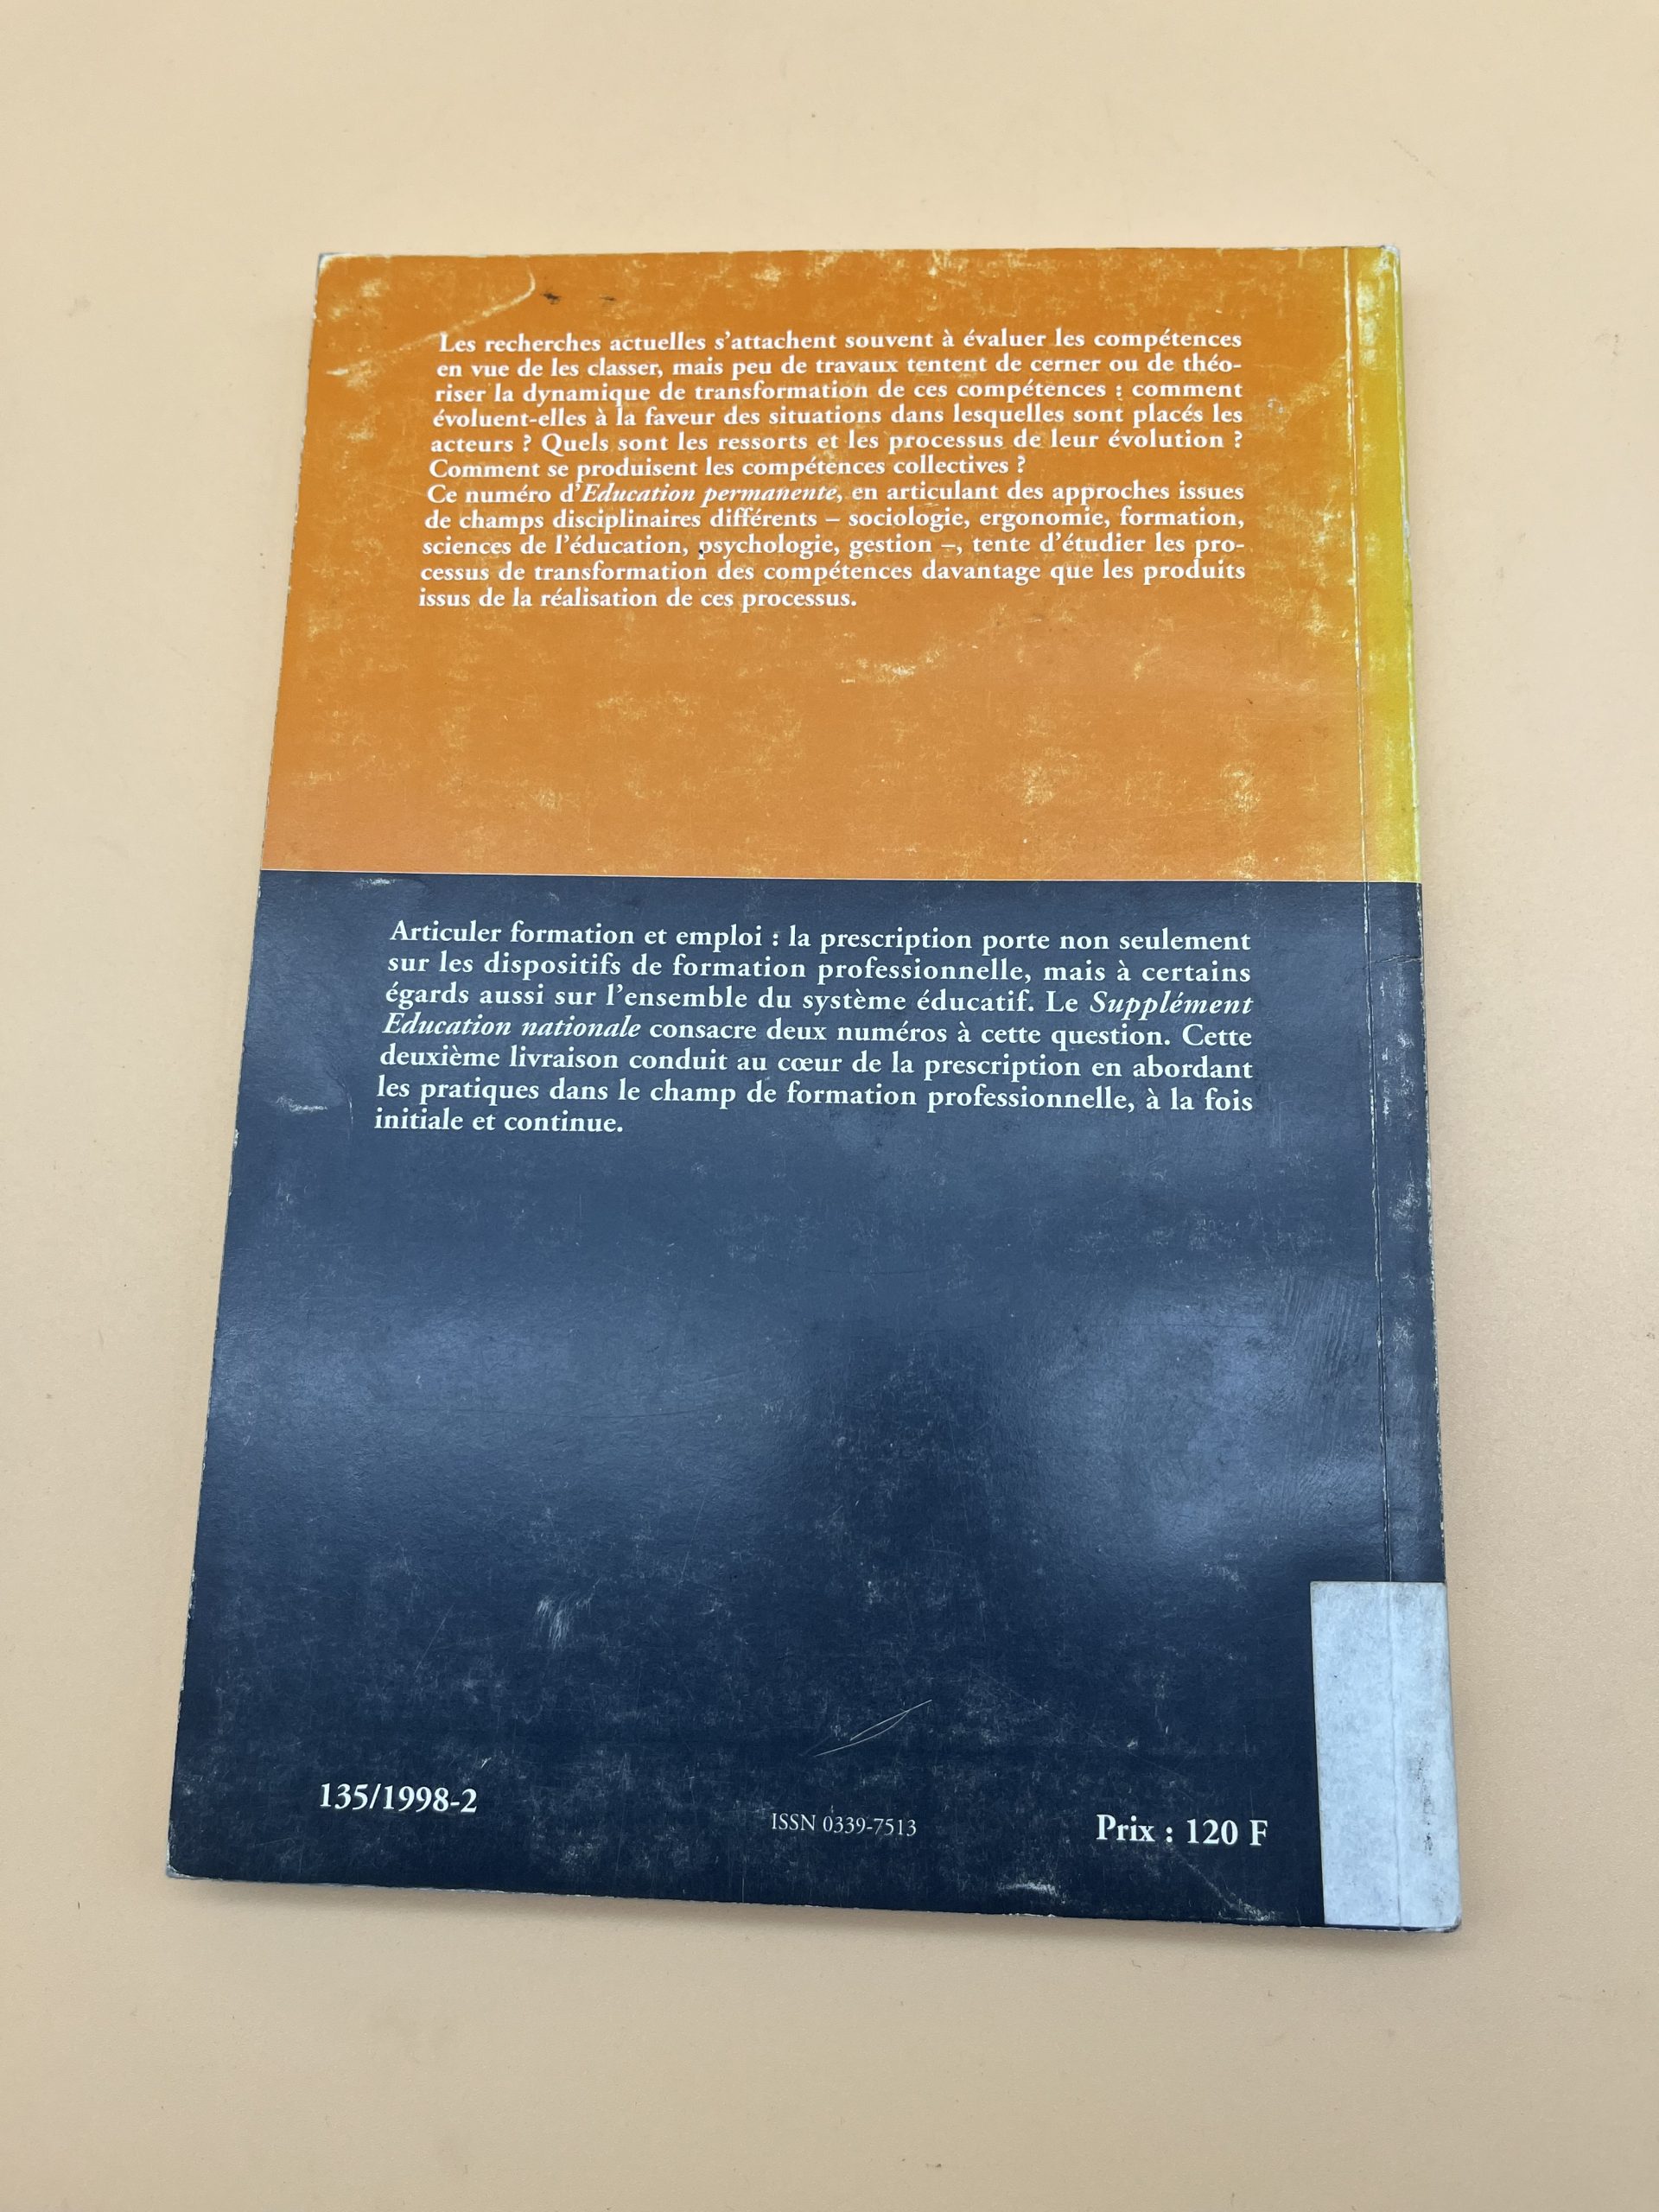 Les recherches actuelles s'attachent souvent à évaluer les compétences
en vue de les classer, mais peu de travaux tentent de cerner ou de théo-
riser la dynamique de transformation de ces compétences : comment
évoluent-elles à la faveur des situations dans lesquelles sont placés les
acteurs ? Quels sont les ressorts et les processus de leur évolution ?
Comment se produisent les compétences collectives ?
Ce numéro d'Education permanente, en articulant des approches issues
de champs disciplinaires différents – sociologie, ergonomie, formation,
sciences de l'éducation, psychologie, gestion –, tente d'étudier les pro-
cessus de transformation des compétences davantage que les produits
issus de la réalisation de ces processus.
Articuler formation et emploi : la prescription porte non seulement
sur les dispositifs de formation professionnelle, mais à certains
égards aussi sur l'ensemble du système éducatif. Le Supplément
Education nationale consacre deux numéros à cette question. Cette
deuxième livraison conduit au cœur de la prescription en abordant
les pratiques dans le champ de formation professionnelle, à la fois
initiale et continue.
135/1998-2
ISSN 0339-7513
Prix : 120 F